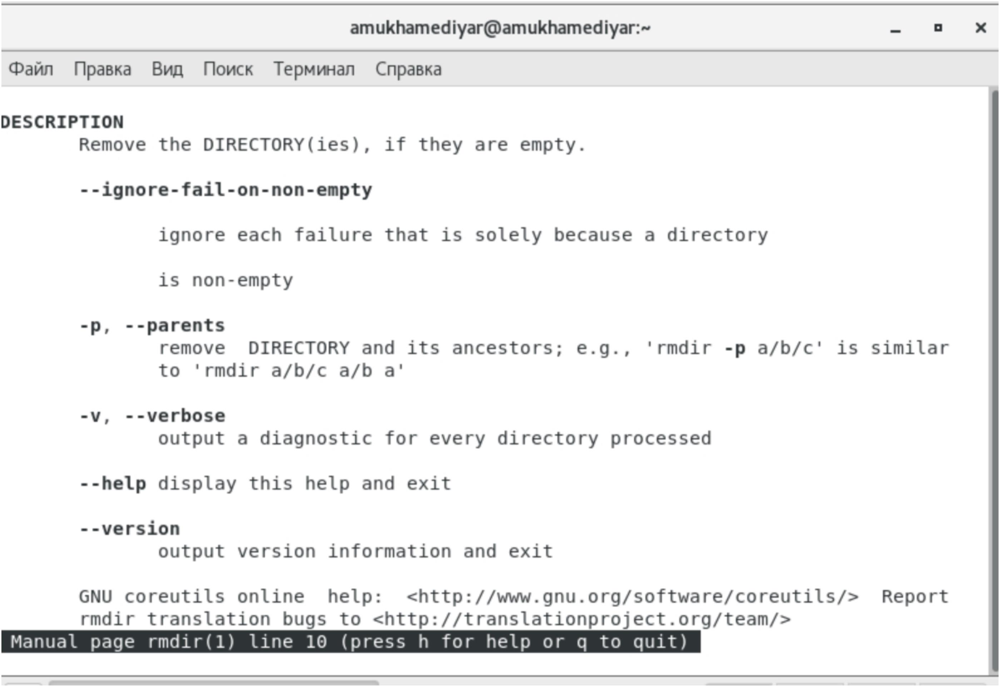 amukhamediyar@amukhamediyar:~
Файл Правка Вид Поиск Терминал Справка
DESCRIPTION
Remove the DIRECTORY(ies), if they are empty.
--ignore-fail-on-non-empty
ignore each failure that is solely because a directory
is non-empty
-p, --parents
remove  DIRECTORY and its ancestors; e.g., 'rmdir -p a/b/c' is similar
to 'rmdir a/b/c a/b a'
-v, --verbose
output a diagnostic for every directory processed
--help display this help and exit
--version
output version information and exit
GNU coreutils online  help:  <http://www.gnu.org/software/coreutils/>  Report
rmdir translation bugs to <http://translationproject.org/team/>
Manual page rmdir(1) line 10 (press h for help or q to quit)